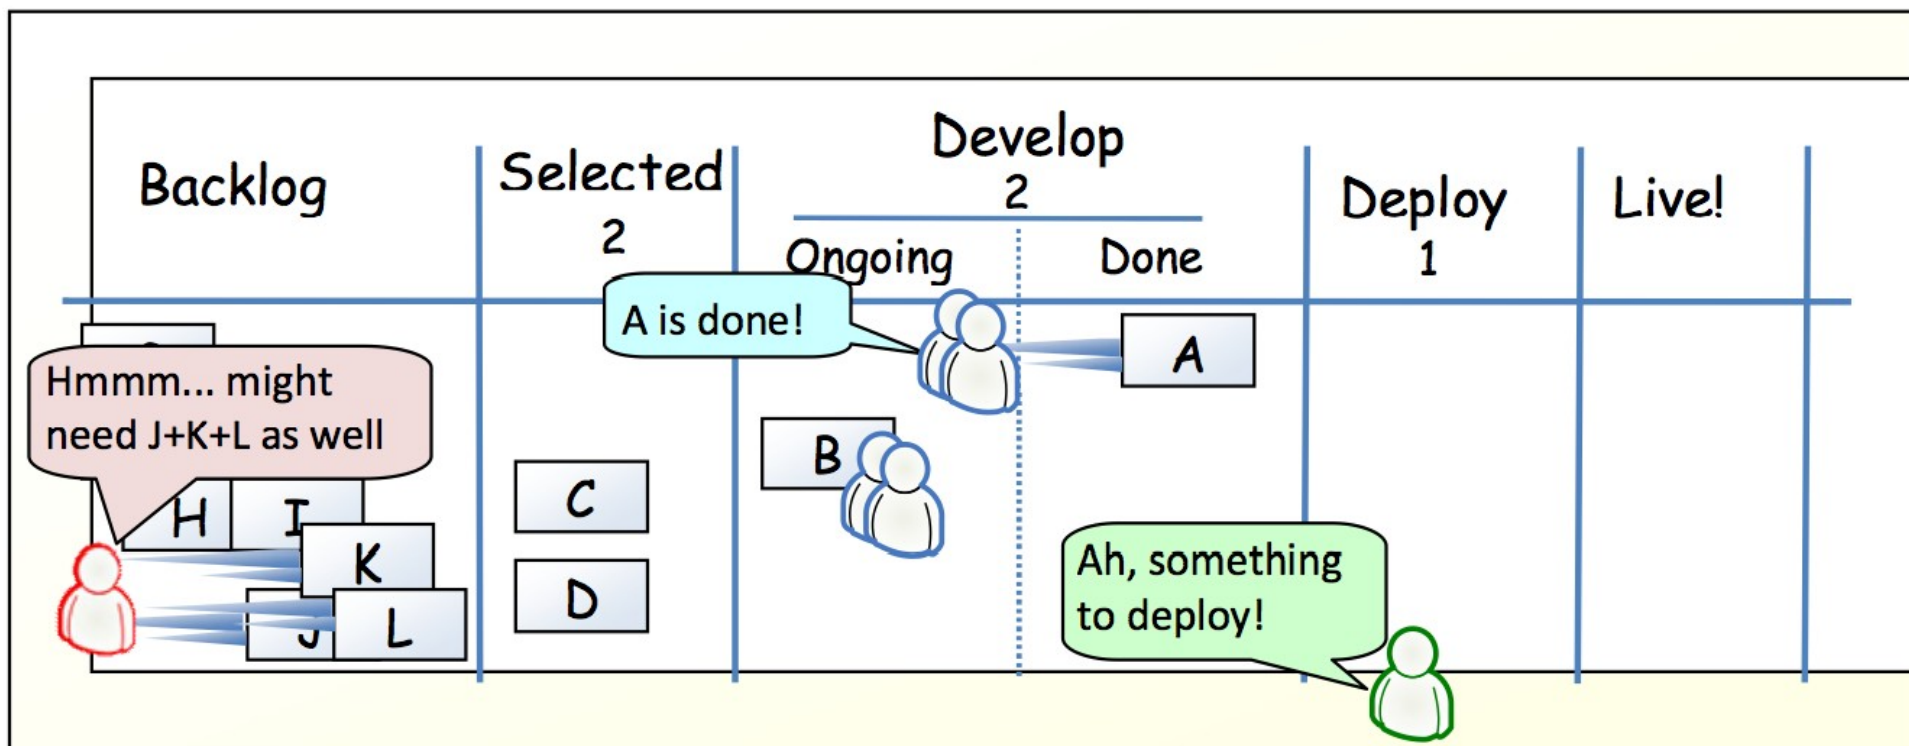 Backlog
Selected
2
Develop
2
Ongoing
Done
Deploy
1
Live!
A is done!
A
Hmmm... might
need J+K+L as well
B
H
I
C
K
D
J
L
Ah, something
to deploy!